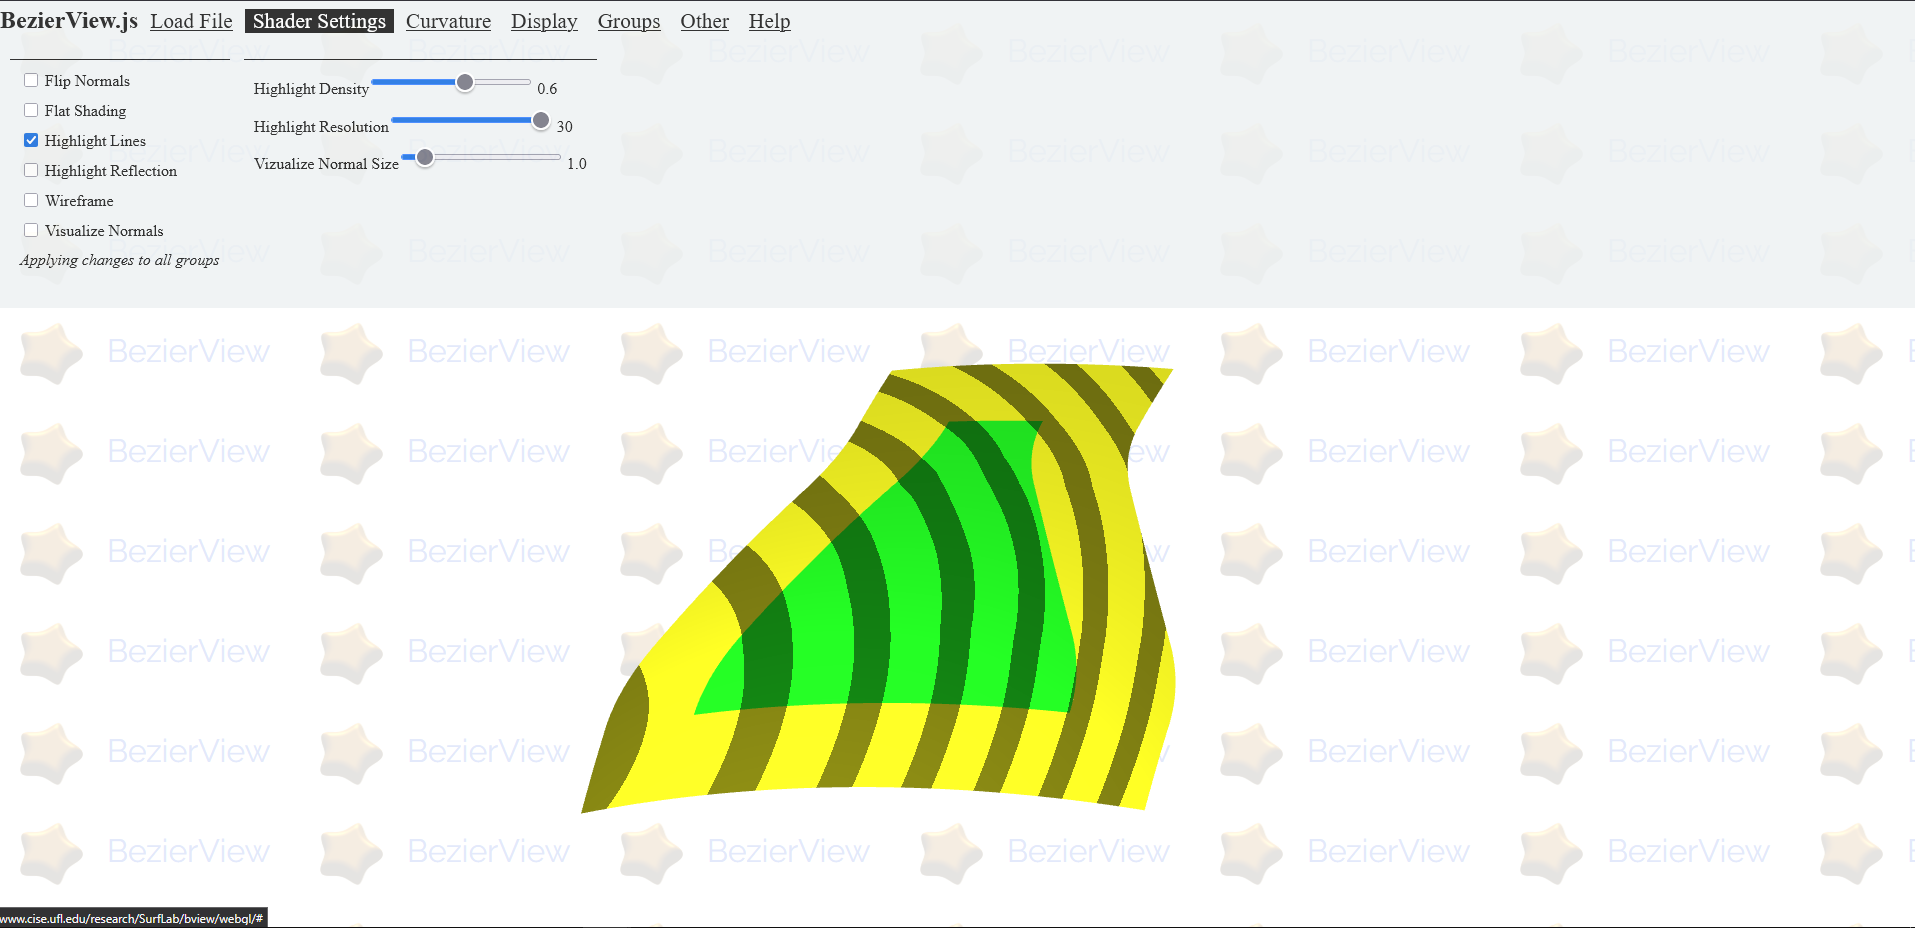 BezierView.js Load File Shader Settings Curvature Display Groups Other Help
Flip Normals
Flat Shading
Highlight Lines
Highlight Reflection
Wireframe
Visualize Normals
Applying changes to all groups
Highlight Density 0.6
Highlight Resolution 30
Vizualize Normal Size 1.0
BezierView BezierView BezierView BezierView BezierView BezierView
www.cise.ufl.edu/research/SurfLab/bview/webgl/#